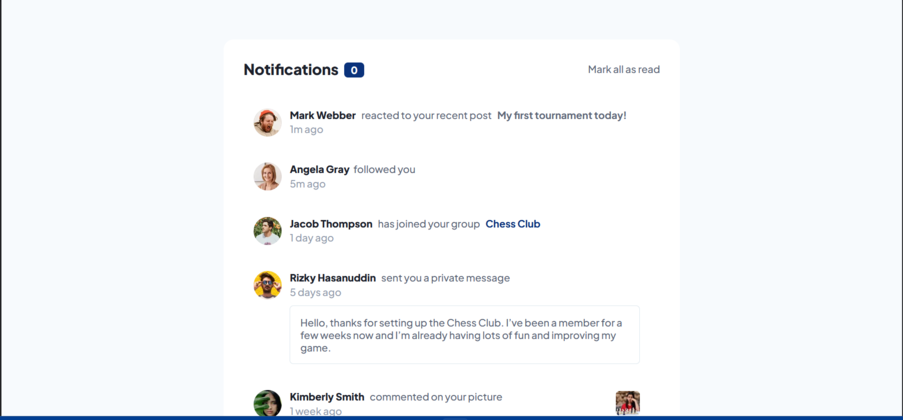 Notifications 0
Mark all as read
Mark Webber reacted to your recent post My first tournament today!
1m ago
Angela Gray followed you
5m ago
Jacob Thompson has joined your group Chess Club
1 day ago
Rizky Hasanuddin sent you a private message
5 days ago
Hello, thanks for setting up the Chess Club. I've been a member for a
few weeks now and I'm already having lots of fun and improving my
game.
Kimberly Smith commented on your picture
1 week ago